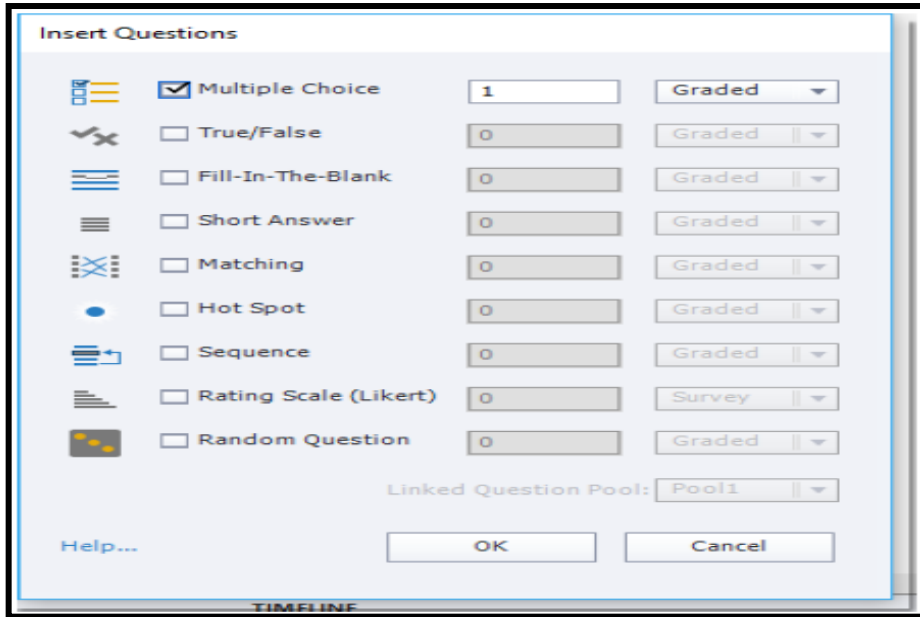 Insert Questions
Multiple Choice 1 Graded
True/False 0 Graded
Fill-In-The-Blank 0 Graded
Short Answer 0 Graded
Matching 0 Graded
Hot Spot 0 Graded
Sequence 0 Graded
Rating Scale (Likert) 0 Survey
Random Question 0 Graded
Linked Question Pool: Pool1
Help... OK Cancel
TIMELINE